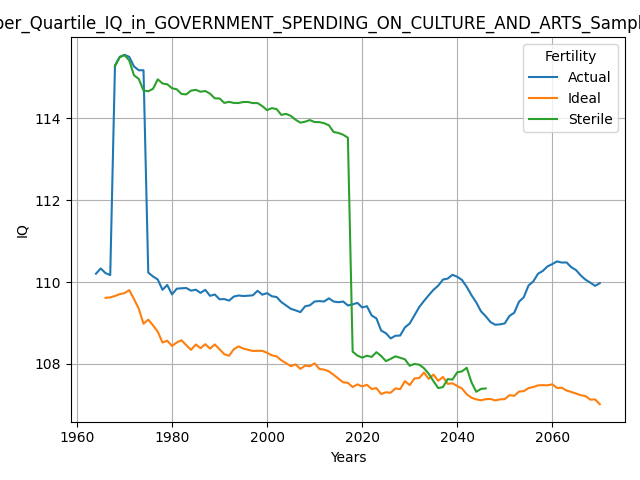 per_Quartile_IQ_in_GOVERNMENT_SPENDING_ON_CULTURE_AND_ARTS_Sampl
Fertility
Actual
Ideal
Sterile
114
112
110
108
IQ
1960
1980
2000
2020
2040
2060
Years